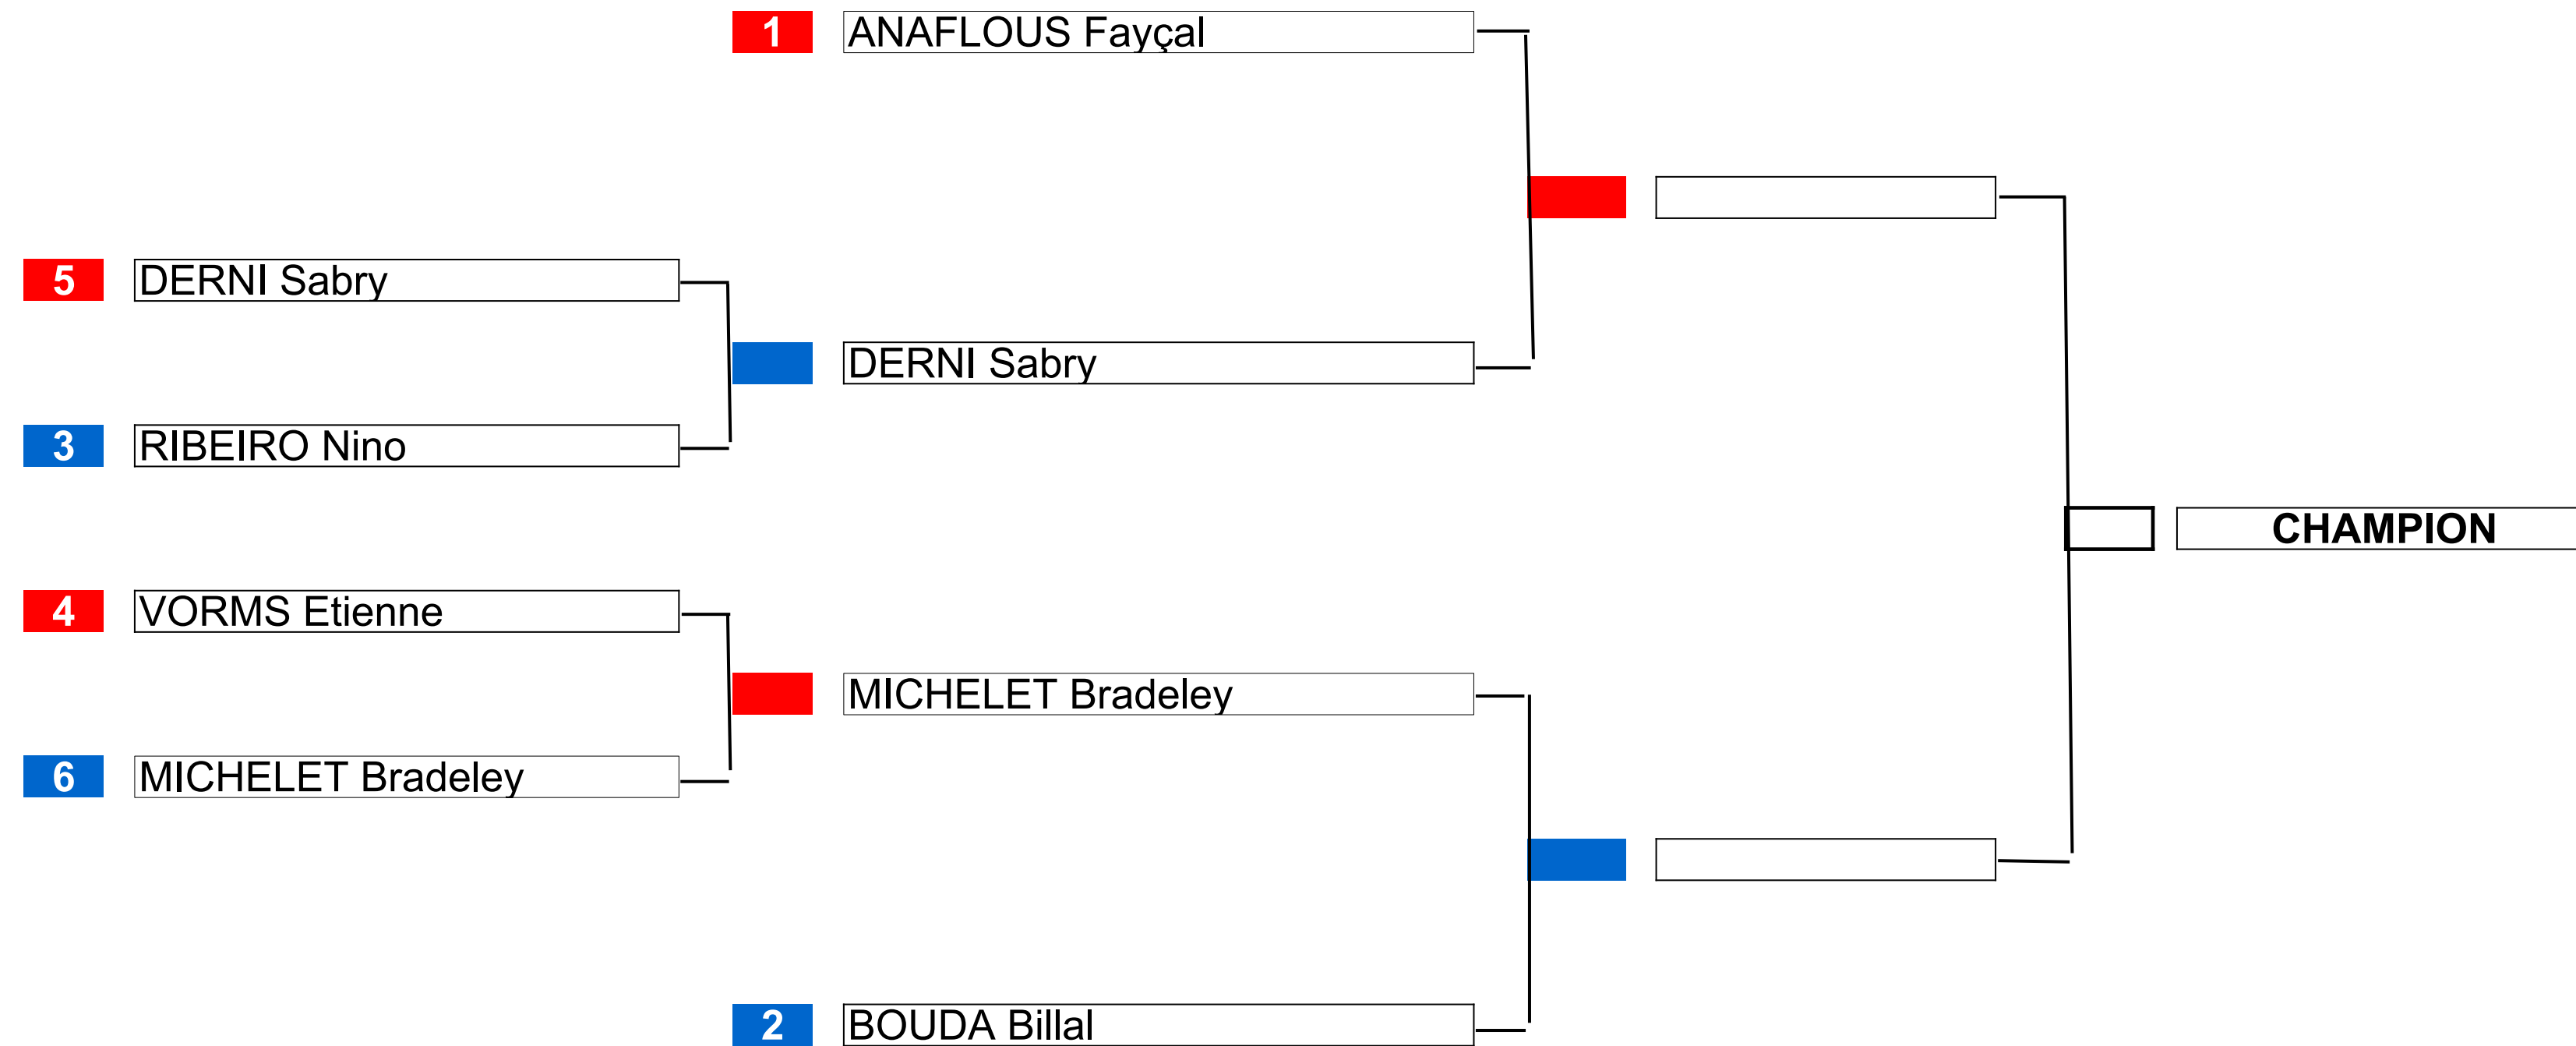 1 ANAFLOUS Fayçal
5 DERNI Sabry
DERNI Sabry
3 RIBEIRO Nino
CHAMPION
4 VORMS Etienne
MICHELET Bradeley
6 MICHELET Bradeley
2 BOUDA Billal